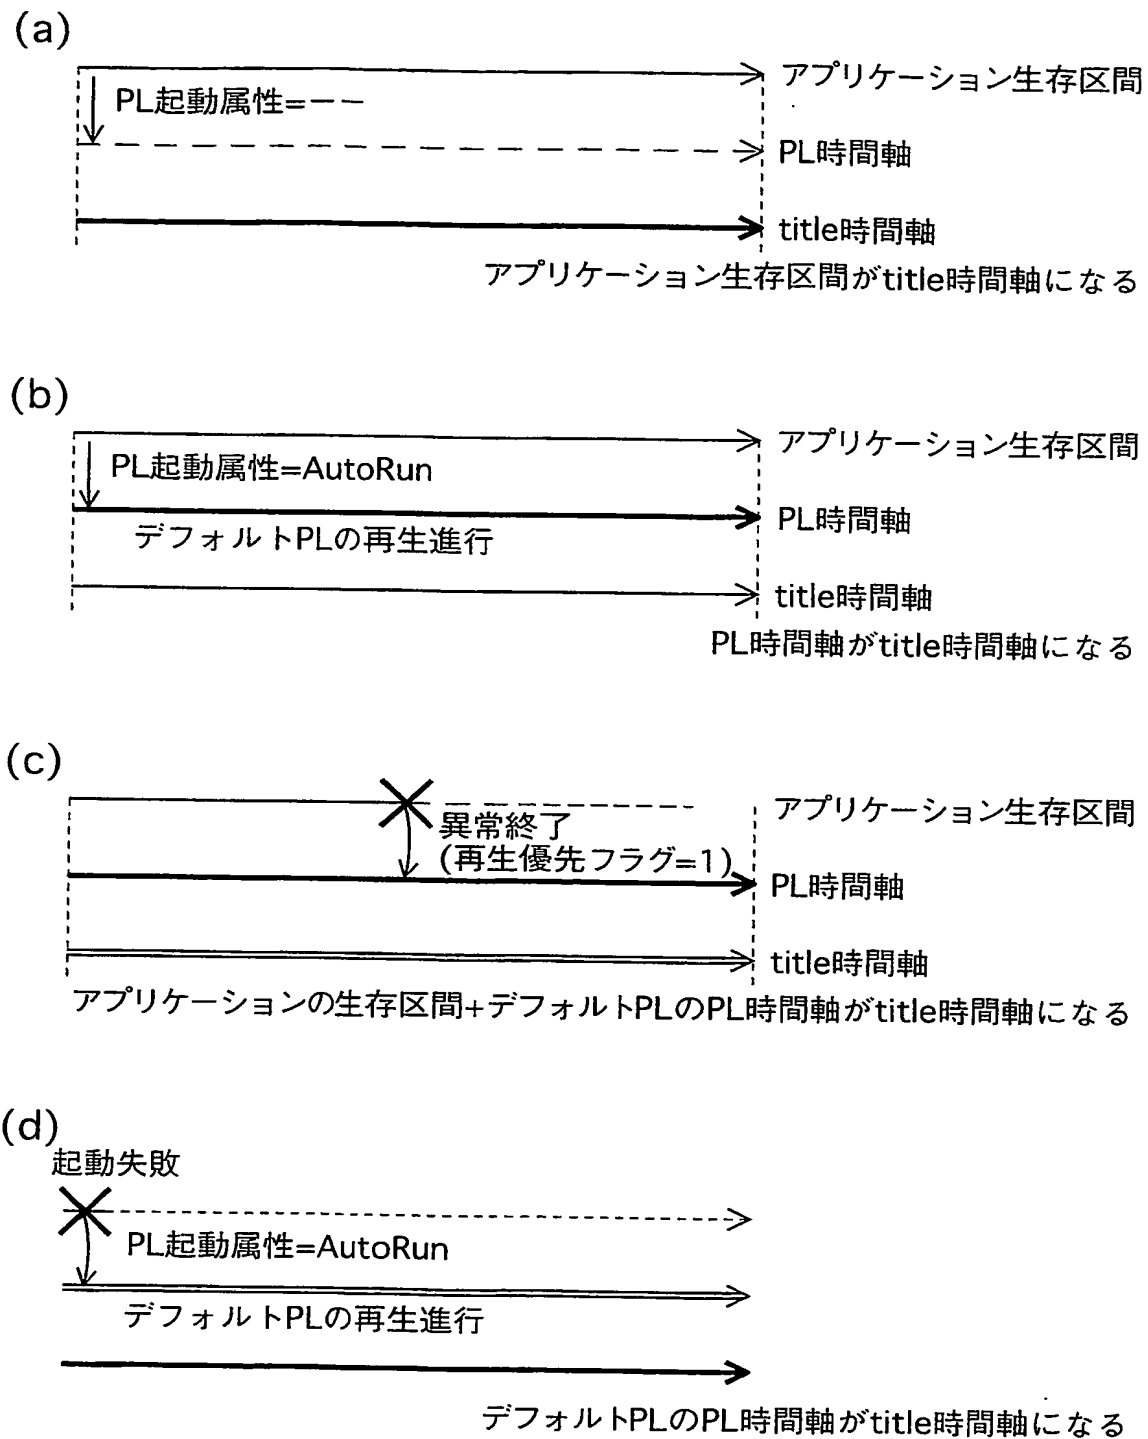 (a)
アプリケーション生存区間
PL起動属性=−−
PL時間軸
title時間軸
アプリケーション生存区間がtitle時間軸になる
(b)
アプリケーション生存区間
PL起動属性=AutoRun
PL時間軸
デフォルトPLの再生進行
title時間軸
PL時間軸がtitle時間軸になる
(c)
アプリケーション生存区間
異常終了
(再生優先フラグ=1)
PL時間軸
title時間軸
アプリケーションの生存区間+デフォルトPLのPL時間軸がtitle時間軸になる
(d)
起動失敗
PL起動属性=AutoRun
デフォルトPLの再生進行
デフォルトPLのPL時間軸がtitle時間軸になる